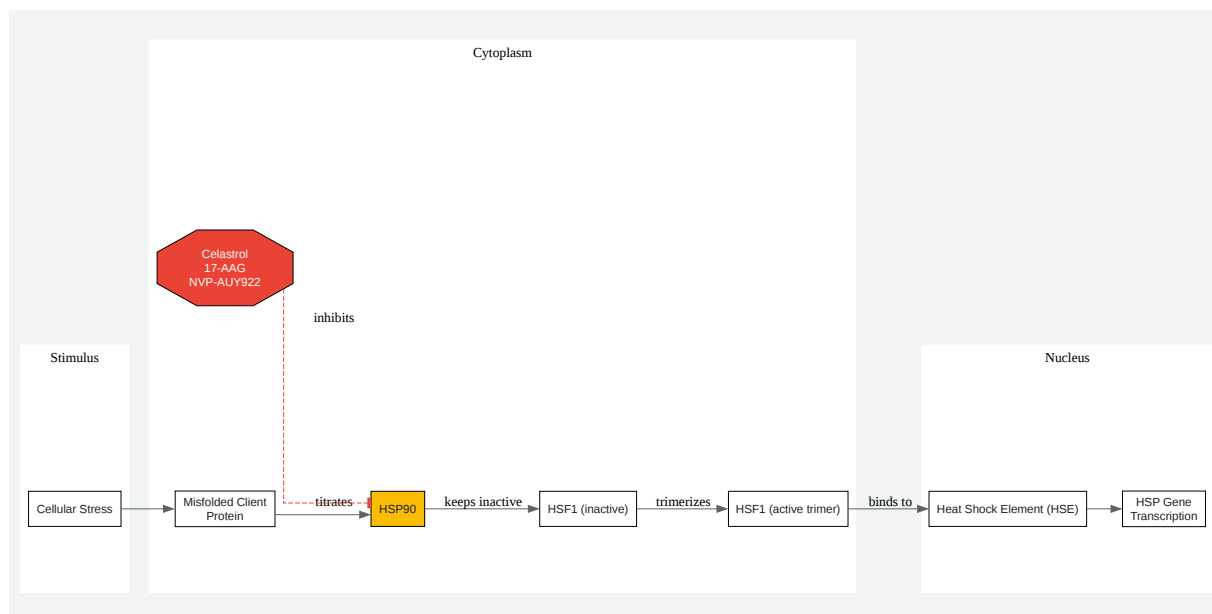 Cytoplasm
Celastrol
17-AAG
NVP-AUY922
inhibits
Stimulus
Nucleus
Cellular Stress
Misfolded Client
Protein
titrates
HSP90
keeps inactive
HSF1 (inactive)
trimerizes
HSF1 (active trimer)
binds to
Heat Shock Element (HSE)
HSP Gene
Transcription